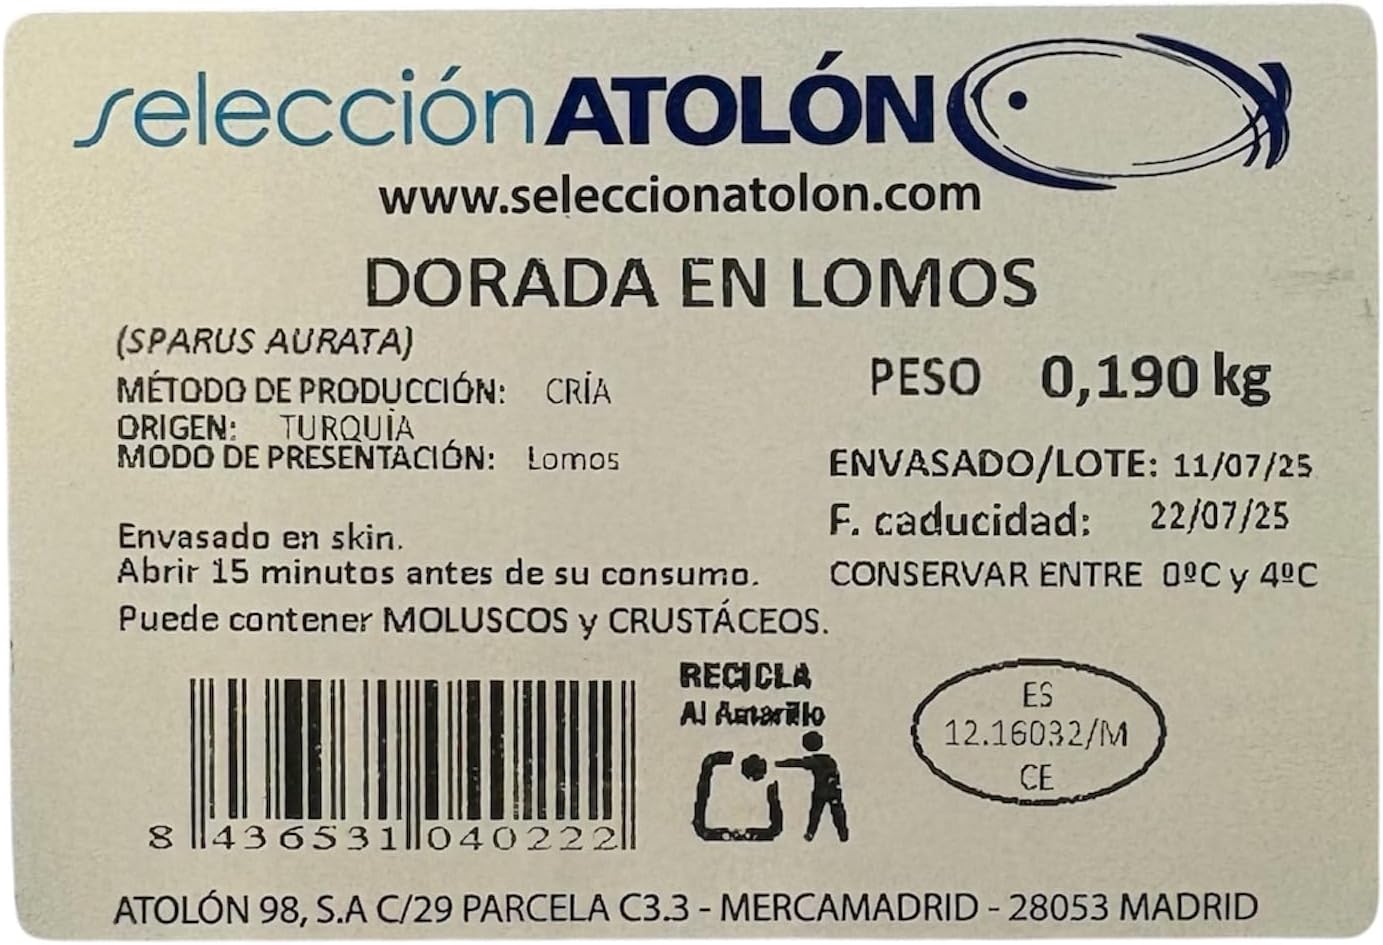 selección ATOLÓN
www.seleccionatolon.com
DORADA EN LOMOS
(SPARUS AURATA)
PESO 0,190 kg
MÉTODO DE PRODUCCIÓN: CRÍA
ORIGEN: TURQUÍA
MODO DE PRESENTACIÓN: Lomos
ENVASADO/LOTE: 11/07/25
F. caducidad: 22/07/25
CONSERVAR ENTRE 0ºC y 4ºC
Envasado en skin.
Abrir 15 minutos antes de su consumo.
Puede contener MOLUSCOS y CRUSTÁCEOS.
RECICLA
Al Amarillo
ES
12.16032/M
CE
8 436531 040222
ATOLÓN 98, S.A C/29 PARCELA C3.3 - MERCAMADRID - 28053 MADRID